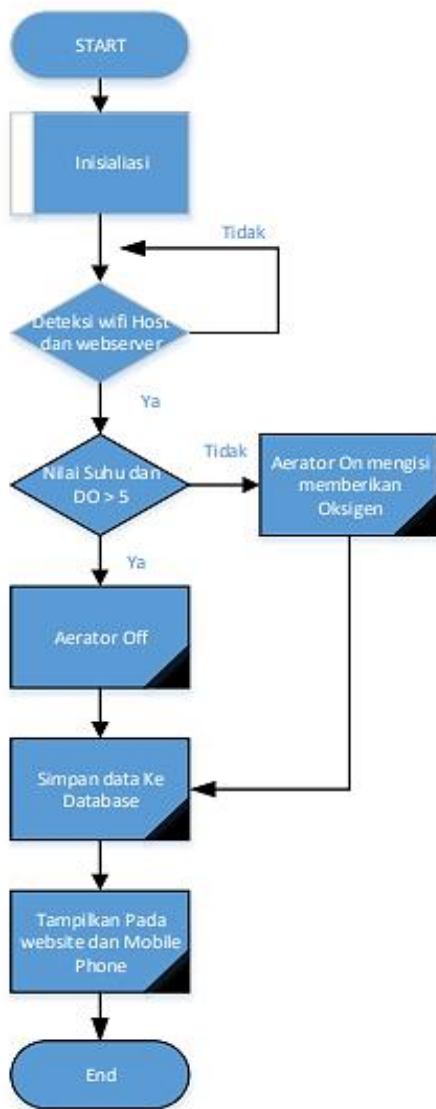 START
Inisialiasi
Tidak
Deteksi wifi Host
dan webserver
Ya
Nilai Suhu dan
DO > 5
Tidak
Aerator On mengisi
memberikan
Oksigen
Ya
Aerator Off
Simpan data Ke
Database
Tampilkan Pada
website dan Mobile
Phone
End